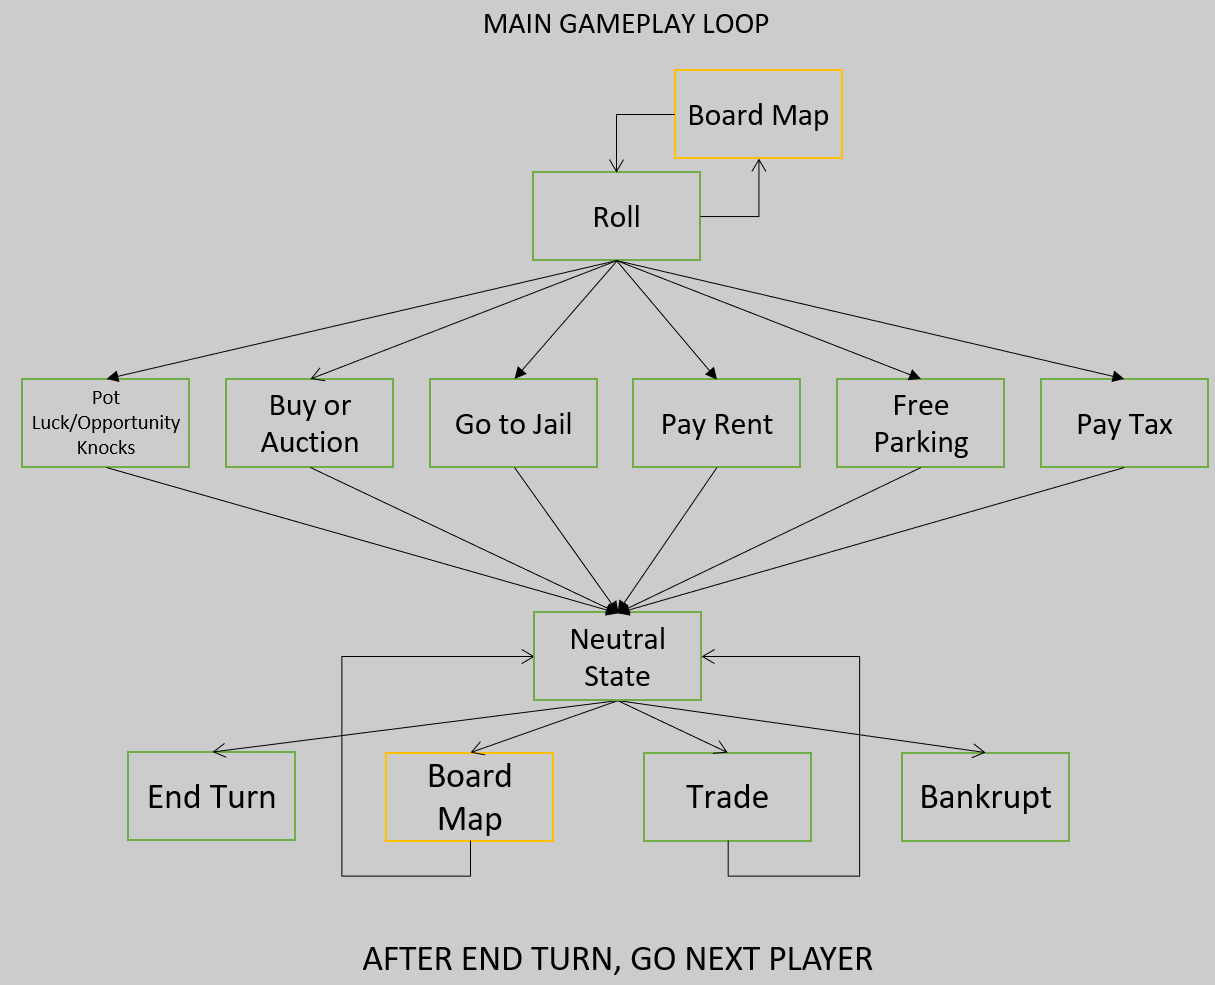 MAIN GAMEPLAY LOOP
Board Map
Roll
Pot
Luck/Opportunity
Knocks
Buy or
Auction
Go to Jail
Pay Rent
Free
Parking
Pay Tax
Neutral
State
End Turn
Board
Map
Trade
Bankrupt
AFTER END TURN, GO NEXT PLAYER